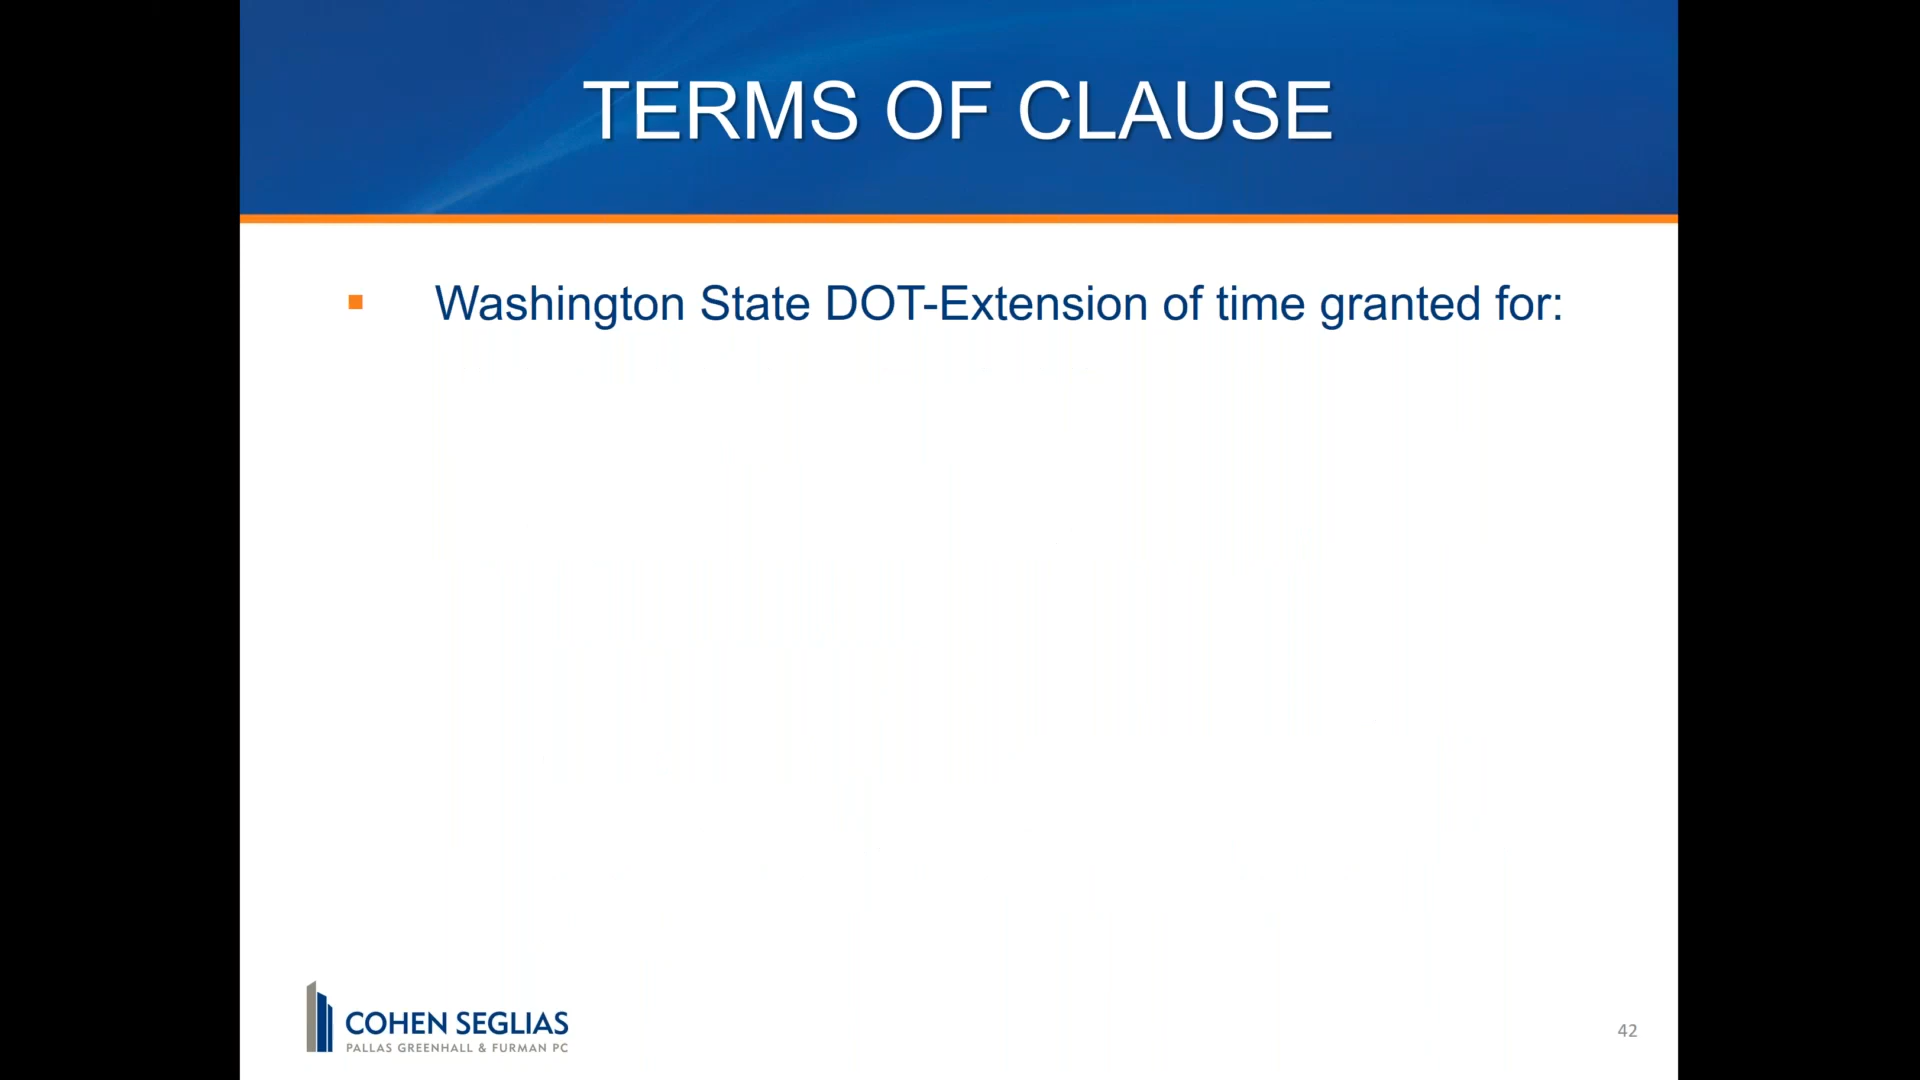 TERMS OF CLAUSE
Washington State DOT-Extension of time granted for:
COHEN SEGLIAS
PALLAS GREENHALL & FURMAN PC
42